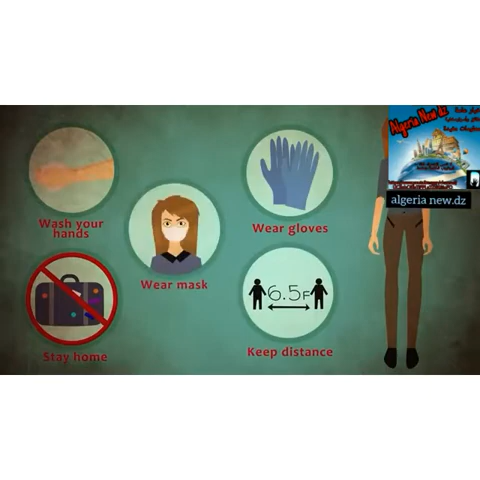 Wash your
hands
Wear mask
Wear gloves
Stay home
6.5F
Keep distance
Algeria New dz
algeria new.dz